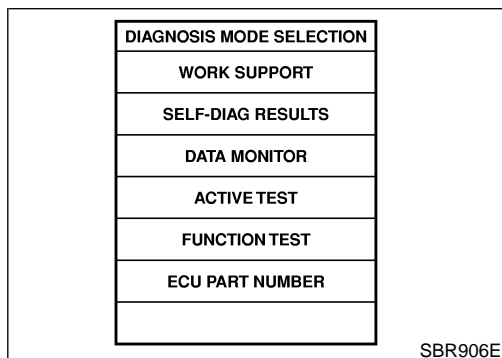 DIAGNOSIS MODE SELECTION
WORK SUPPORT
SELF-DIAG RESULTS
DATA MONITOR
ACTIVE TEST
FUNCTION TEST
ECU PART NUMBER
SBR906E